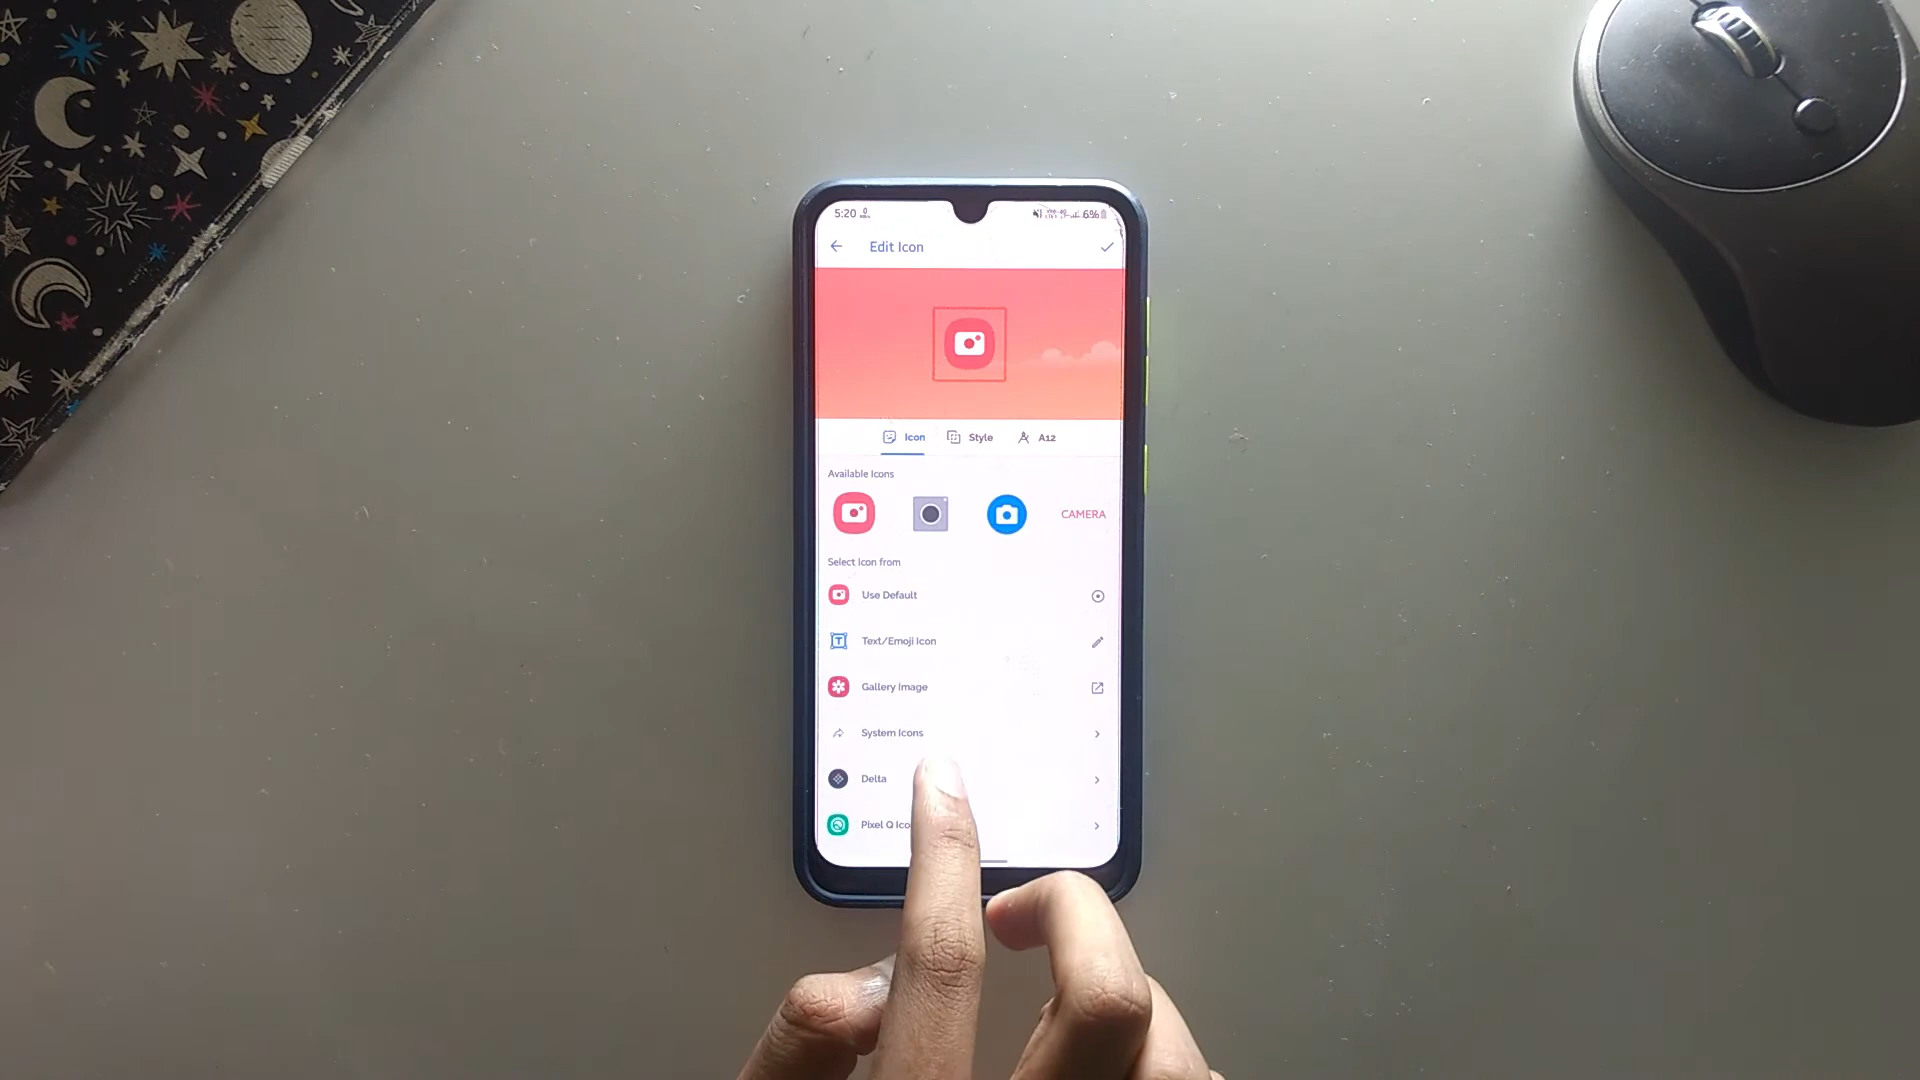 5:20
6%
Edit Icon
Icon Style A12
Available Icons
CAMERA
Select Icon from
Use Default
Text/Emoji Icon
Gallery Image
System Icons
Delta
Pixel Q